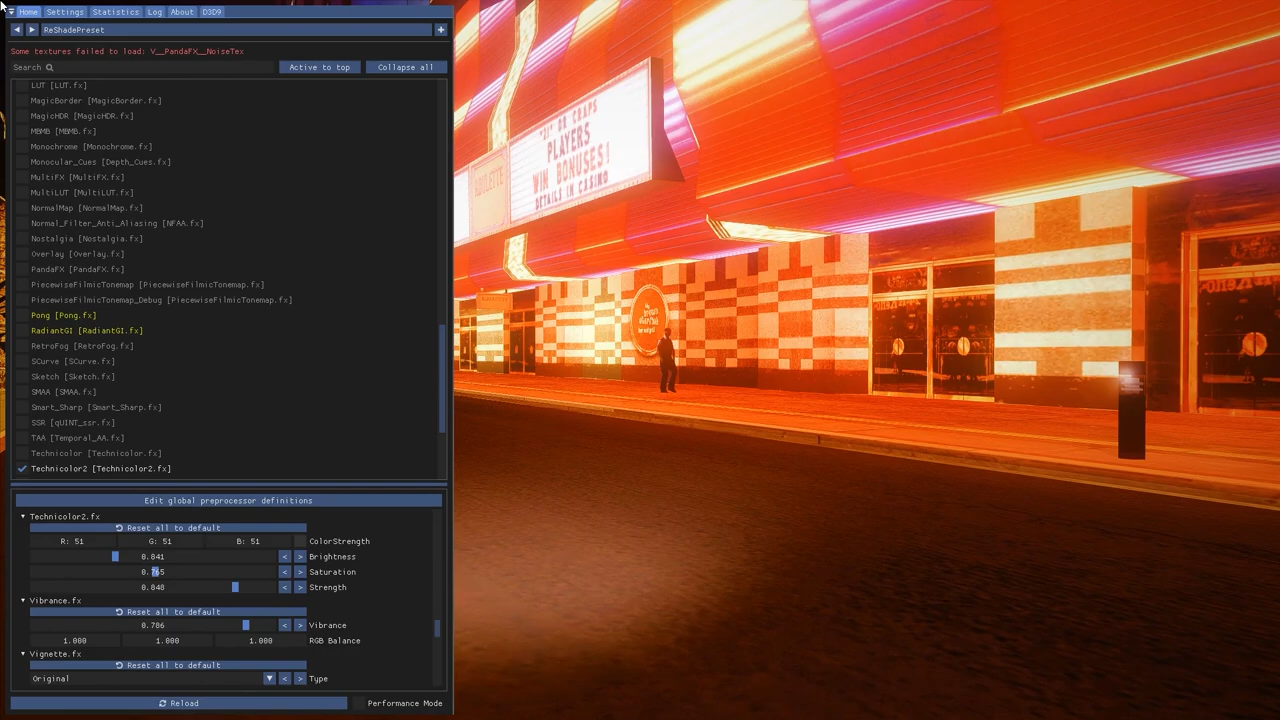 Home Settings Statistics Log About D3D9
ReShadePreset +
Some textures failed to load: V__PandaFX__NoiseTex
Search Active to top Collapse all
LUT [LUT.fx]
MagicBorder [MagicBorder.fx]
MagicHDR [MagicHDR.fx]
MBMB [MBMB.fx]
Monochrome [Monochrome.fx]
Monocular_Cues [Depth_Cues.fx]
MultiFX [MultiFX.fx]
MultiLUT [MultiLUT.fx]
NormalMap [NormalMap.fx]
Normal_Filter_Anti_Aliasing [NFAA.fx]
Nostalgia [Nostalgia.fx]
Overlay [Overlay.fx]
PandaFX [PandaFX.fx]
PiecewiseFilmicTonemap [PiecewiseFilmicTonemap.fx]
PiecewiseFilmicTonemap_Debug [PiecewiseFilmicTonemap.fx]
Pong [Pong.fx]
RadiantGI [RadiantGI.fx]
RetroFog [RetroFog.fx]
SCurve [SCurve.fx]
Sketch [Sketch.fx]
SMAA [SMAA.fx]
Smart_Sharp [Smart_Sharp.fx]
SSR [qUINT_ssr.fx]
TAA [Temporal_AA.fx]
Technicolor [Technicolor.fx]
Technicolor2 [Technicolor2.fx]
Edit global preprocessor definitions
Technicolor2.fx
Reset all to default
R: 51 G: 51 B: 51 ColorStrength
0.841 < > Brightness
0.765 < > Saturation
0.848 < > Strength
Vibrance.fx
Reset all to default
0.786 < > Vibrance
1.000 1.000 1.000 RGB Balance
Vignette.fx
Reset all to default
Original < > Type
Reload Performance Mode
"21" OR CRAPS
PLAYERS
WIN BONUSES!
DETAILS IN CASINO
ROULETTE